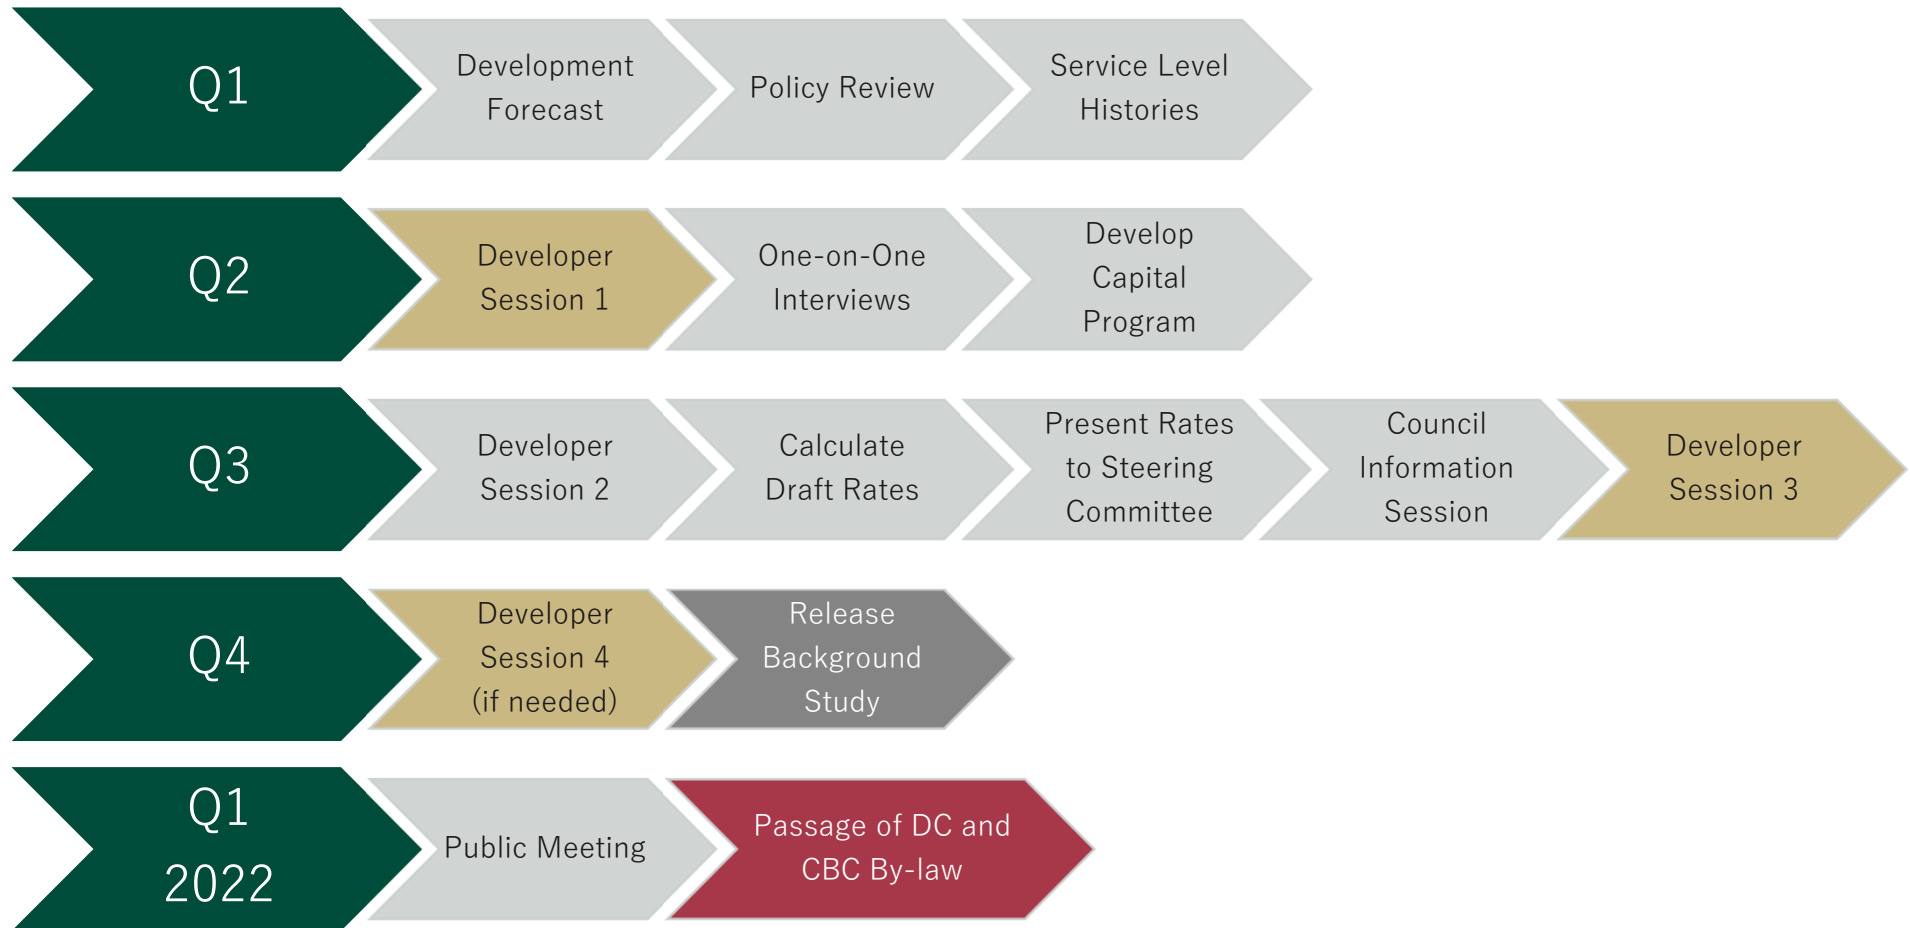 Q1
Development
Forecast
Policy Review
Service Level
Histories
Q2
Developer
Session 1
One-on-One
Interviews
Develop
Capital
Program
Q3
Developer
Session 2
Calculate
Draft Rates
Present Rates
to Steering
Committee
Council
Information
Session
Developer
Session 3
Q4
Developer
Session 4
(if needed)
Release
Background
Study
Q1
2022
Public Meeting
Passage of DC and
CBC By-law